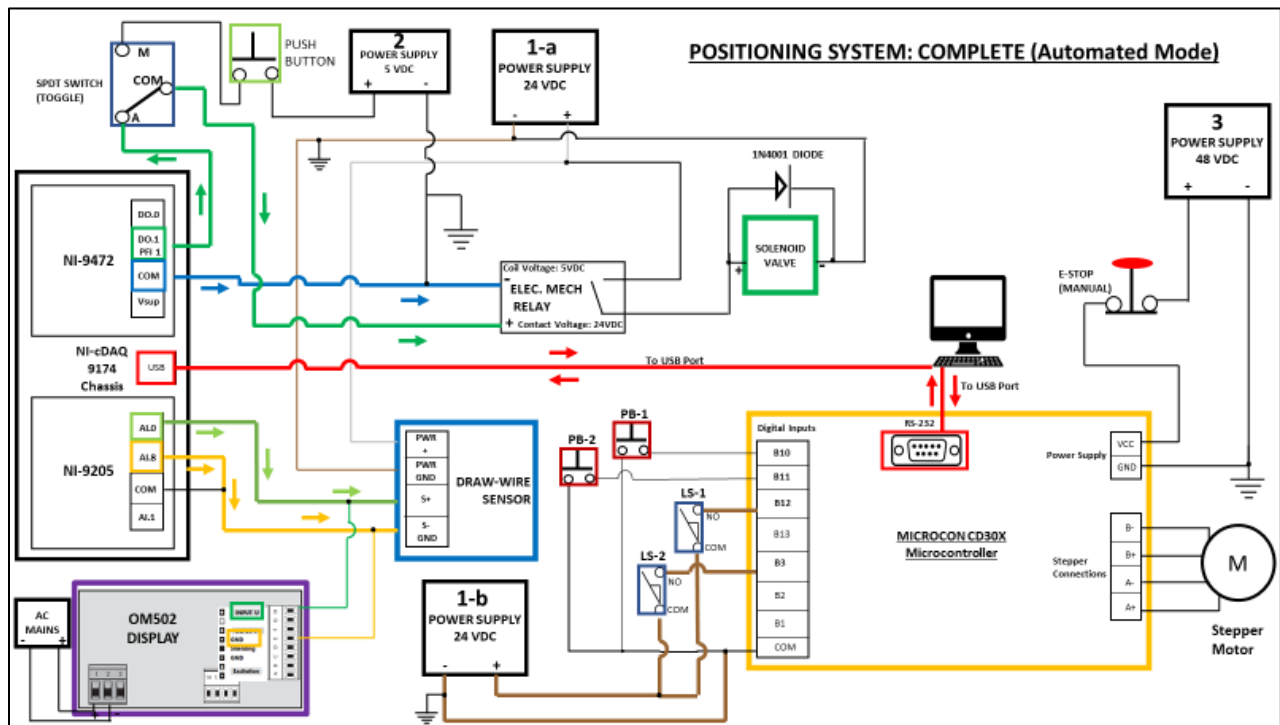 POSITIONING SYSTEM: COMPLETE (Automated Mode)
M
COM
A
SPDT SWITCH
(TOGGLE)
PUSH
BUTTON
2
POWER SUPPLY
5 VDC
+ -
1-a
POWER SUPPLY
24 VDC
- +
3
POWER SUPPLY
48 VDC
+ -
1N4001 DIODE
SOLENOID
VALVE
+ -
E-STOP
(MANUAL)
NI-9472
DO.0
DO.1
PFI 1
COM
Vsup
Coil Voltage: 5VDC
-
ELEC. MECH
RELAY
+ Contact Voltage: 24VDC
NI-cDAQ
9174
Chassis
USB
To USB Port
To USB Port
NI-9205
AI.0
AI.8
COM
AI.1
PWR
+
PWR
GND
S+
S-
GND
DRAW-WIRE
SENSOR
PB-1
PB-2
LS-1
NO
COM
LS-2
NO
COM
Digital Inputs
B10
B11
B12
B13
B3
B2
B1
COM
RS-232
MICROCON CD30X
Microcontroller
Power Supply
VCC
GND
Stepper
Connections
B-
B+
A-
A+
M
Stepper
Motor
AC
MAINS
- +
OM502
DISPLAY
INPUT U
GND
GND
Excitation
1 2 3
+ -
1-b
POWER SUPPLY
24 VDC
- +